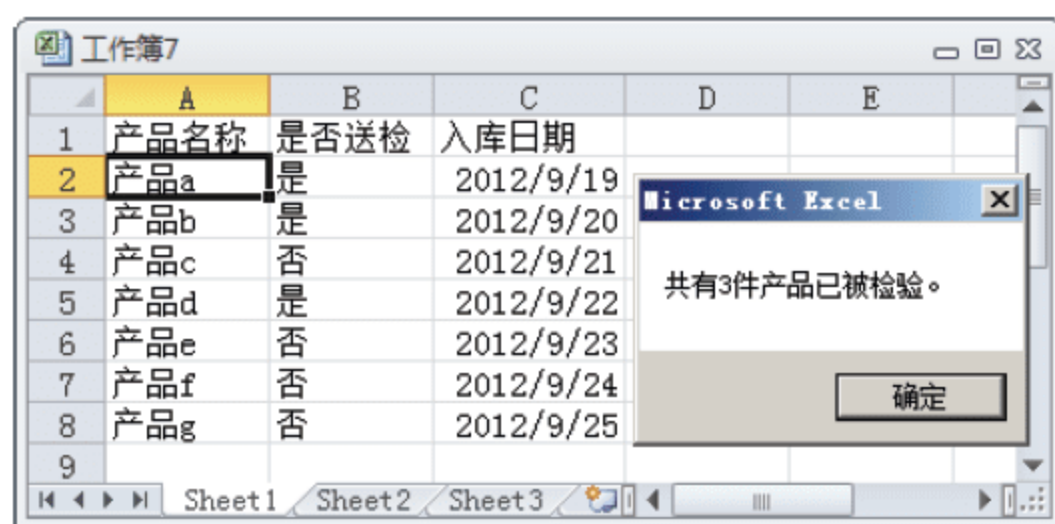 工作簿7
A B C D E
1 产品名称 是否送检 入库日期
2 产品a 是 2012/9/19
3 产品b 是 2012/9/20
4 产品c 否 2012/9/21
5 产品d 是 2012/9/22
6 产品e 否 2012/9/23
7 产品f 否 2012/9/24
8 产品g 否 2012/9/25
9
Microsoft Excel
共有3件产品已被检验。
确定
Sheet1 Sheet2 Sheet3